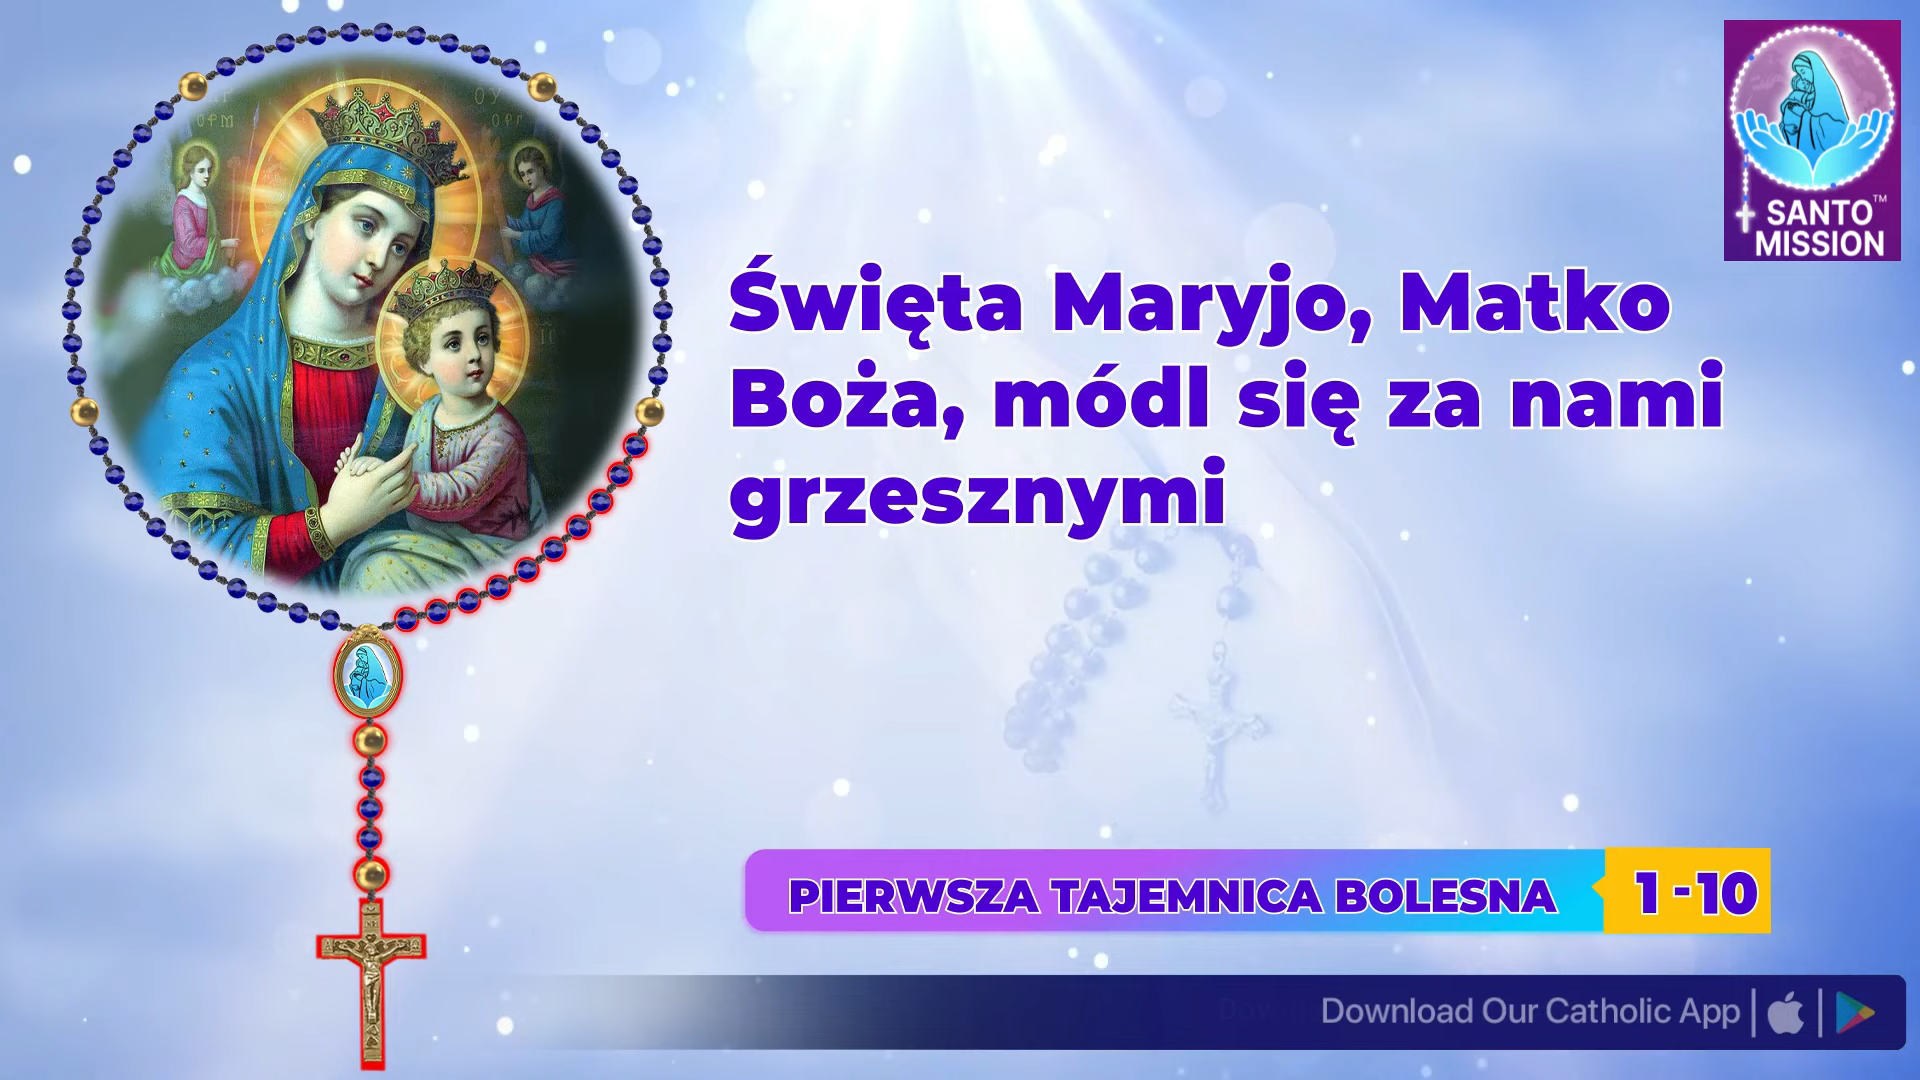 SANTO™
MISSION
Święta Maryjo, Matko
Boża, módl się za nami
grzesznymi
PIERWSZA TAJEMNICA BOLESNA
1 - 10
Download Our Catholic App